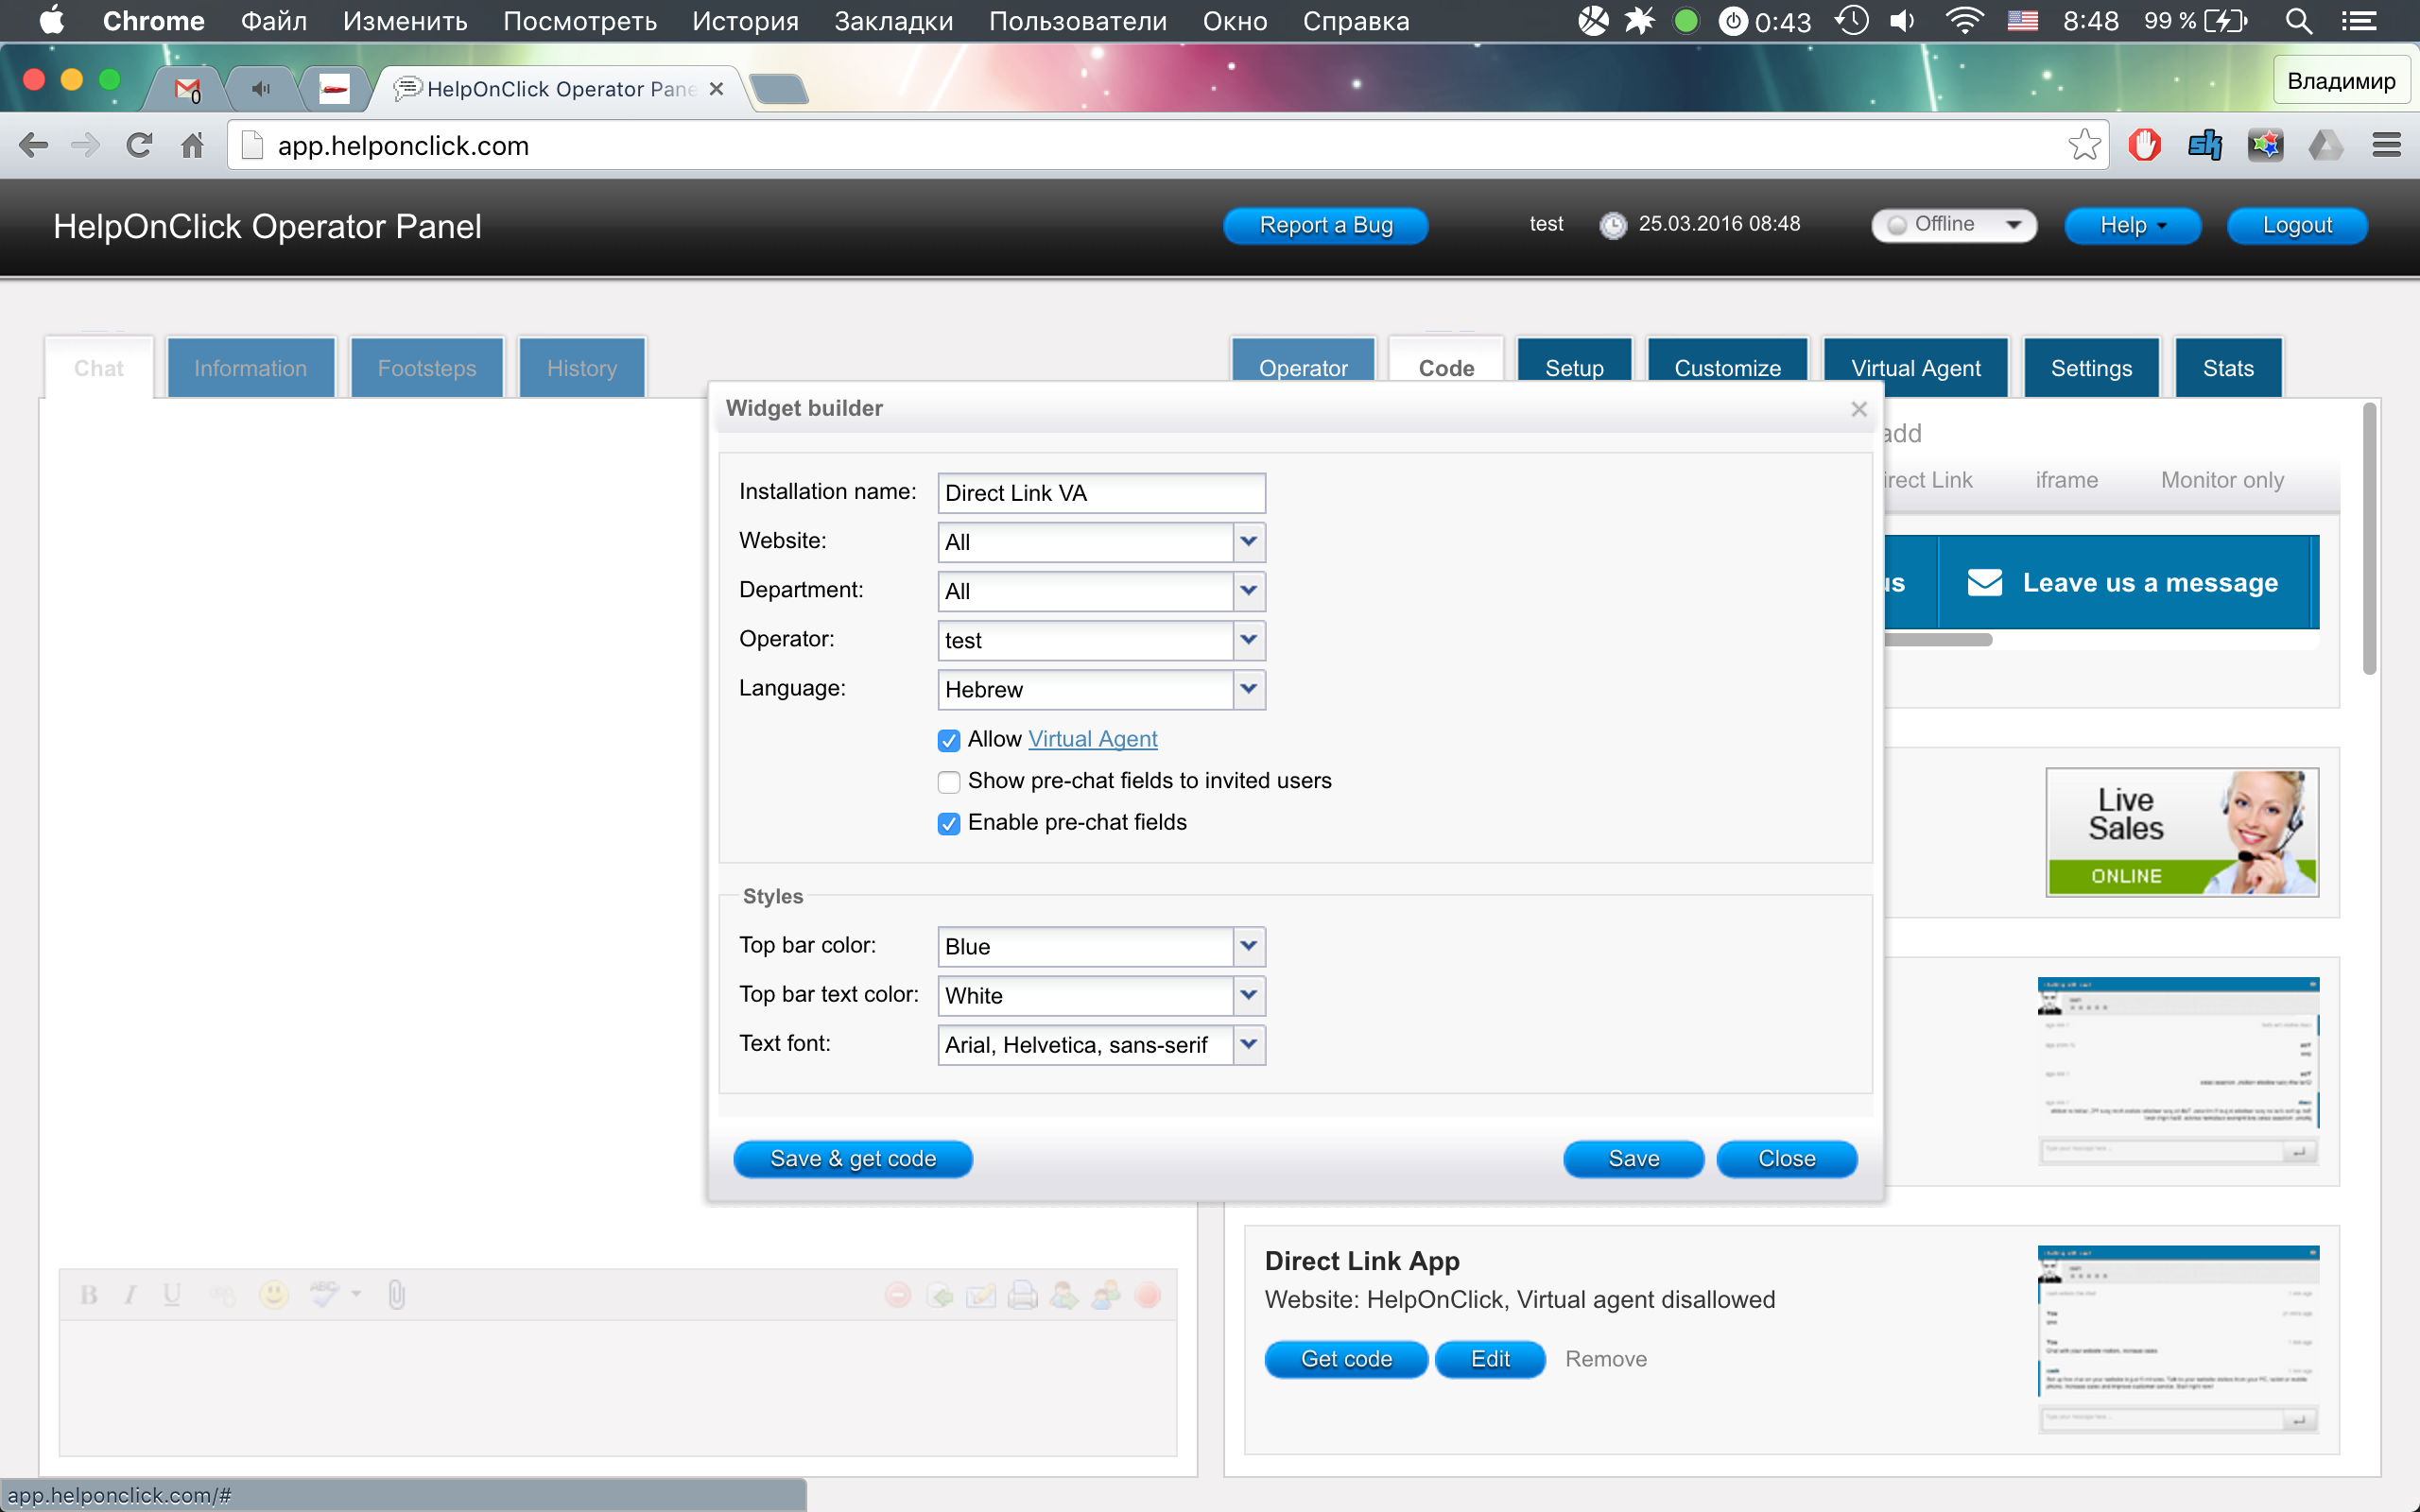 Chrome Файл Изменить Посмотреть История Закладки Пользователи Окно Справка 0:43 8:48 99 %
0 HelpOnClick Operator Pane Владимир
app.helponclick.com sk
HelpOnClick Operator Panel Report a Bug test 25.03.2016 08:48 Offline Help Logout
Chat Information Footsteps History Operator Code Setup Customize Virtual Agent Settings Stats
Widget builder
add
irect Link iframe Monitor only
Installation name: Direct Link VA
Website: All
Department: All
Operator: test
Language: Hebrew
Allow Virtual Agent
Show pre-chat fields to invited users
Enable pre-chat fields
us Leave us a message
Live
Sales
ONLINE
Styles
Top bar color: Blue
Top bar text color: White
Text font: Arial, Helvetica, sans-serif
Save & get code Save Close
Direct Link App
Website: HelpOnClick, Virtual agent disallowed
Get code Edit Remove
B I U ABC
app.helponclick.com/#